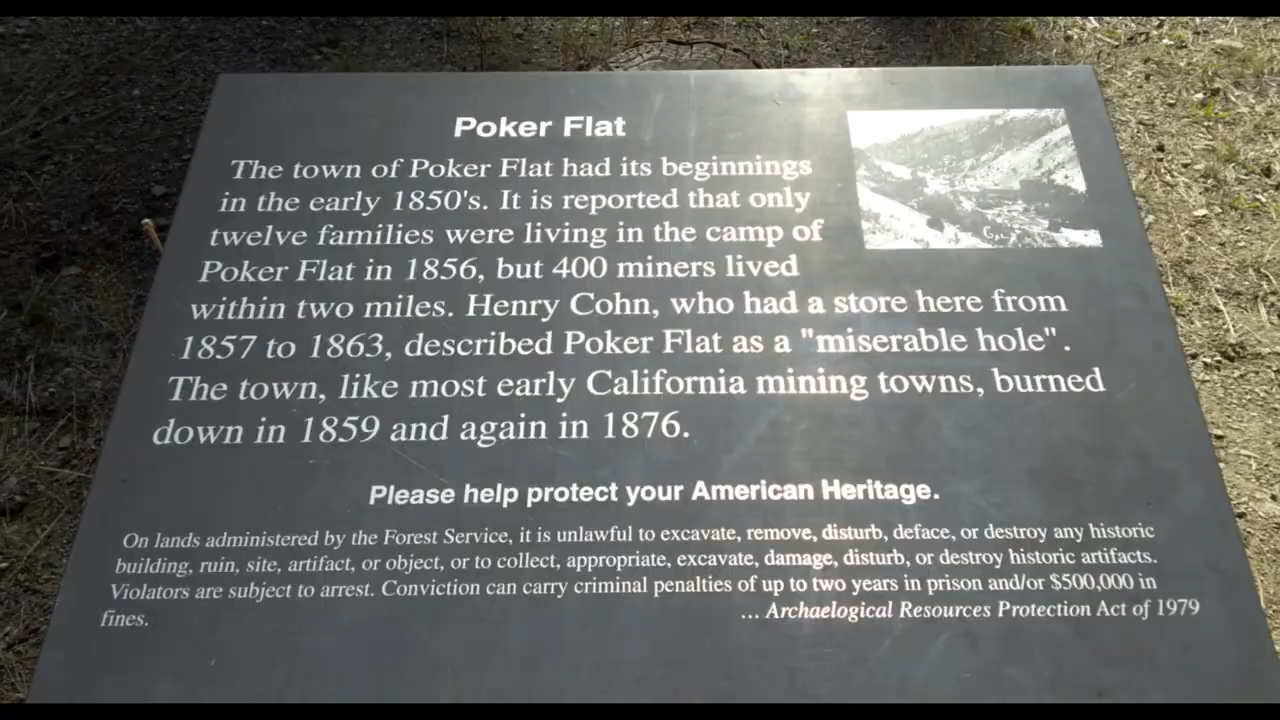 Poker Flat
The town of Poker Flat had its beginnings
in the early 1850's. It is reported that only
twelve families were living in the camp of
Poker Flat in 1856, but 400 miners lived
within two miles. Henry Cohn, who had a store here from
1857 to 1863, described Poker Flat as a "miserable hole".
The town, like most early California mining towns, burned
down in 1859 and again in 1876.
Please help protect your American Heritage.
On lands administered by the Forest Service, it is unlawful to excavate, remove, disturb, deface, or destroy any historic
building, ruin, site, artifact, or object, or to collect, appropriate, excavate, damage, disturb, or destroy historic artifacts.
Violators are subject to arrest. Conviction can carry criminal penalties of up to two years in prison and/or $500,000 in
fines.
... Archaelogical Resources Protection Act of 1979